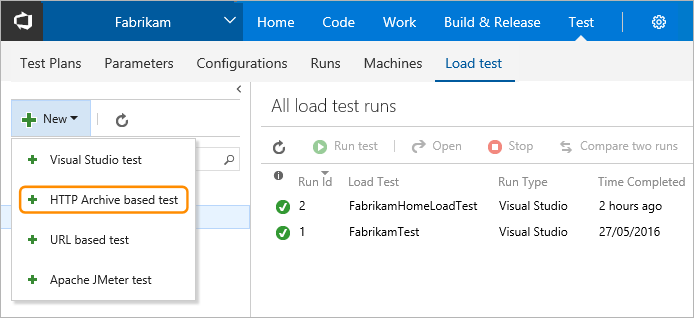 Fabrikam Home Code Work Build & Release Test
Test Plans Parameters Configurations Runs Machines Load test
New
Visual Studio test
HTTP Archive based test
URL based test
Apache JMeter test
All load test runs
Run test Open Stop Compare two runs
Run Id Load Test Run Type Time Completed
2 FabrikamHomeLoadTest Visual Studio 2 hours ago
1 FabrikamTest Visual Studio 27/05/2016